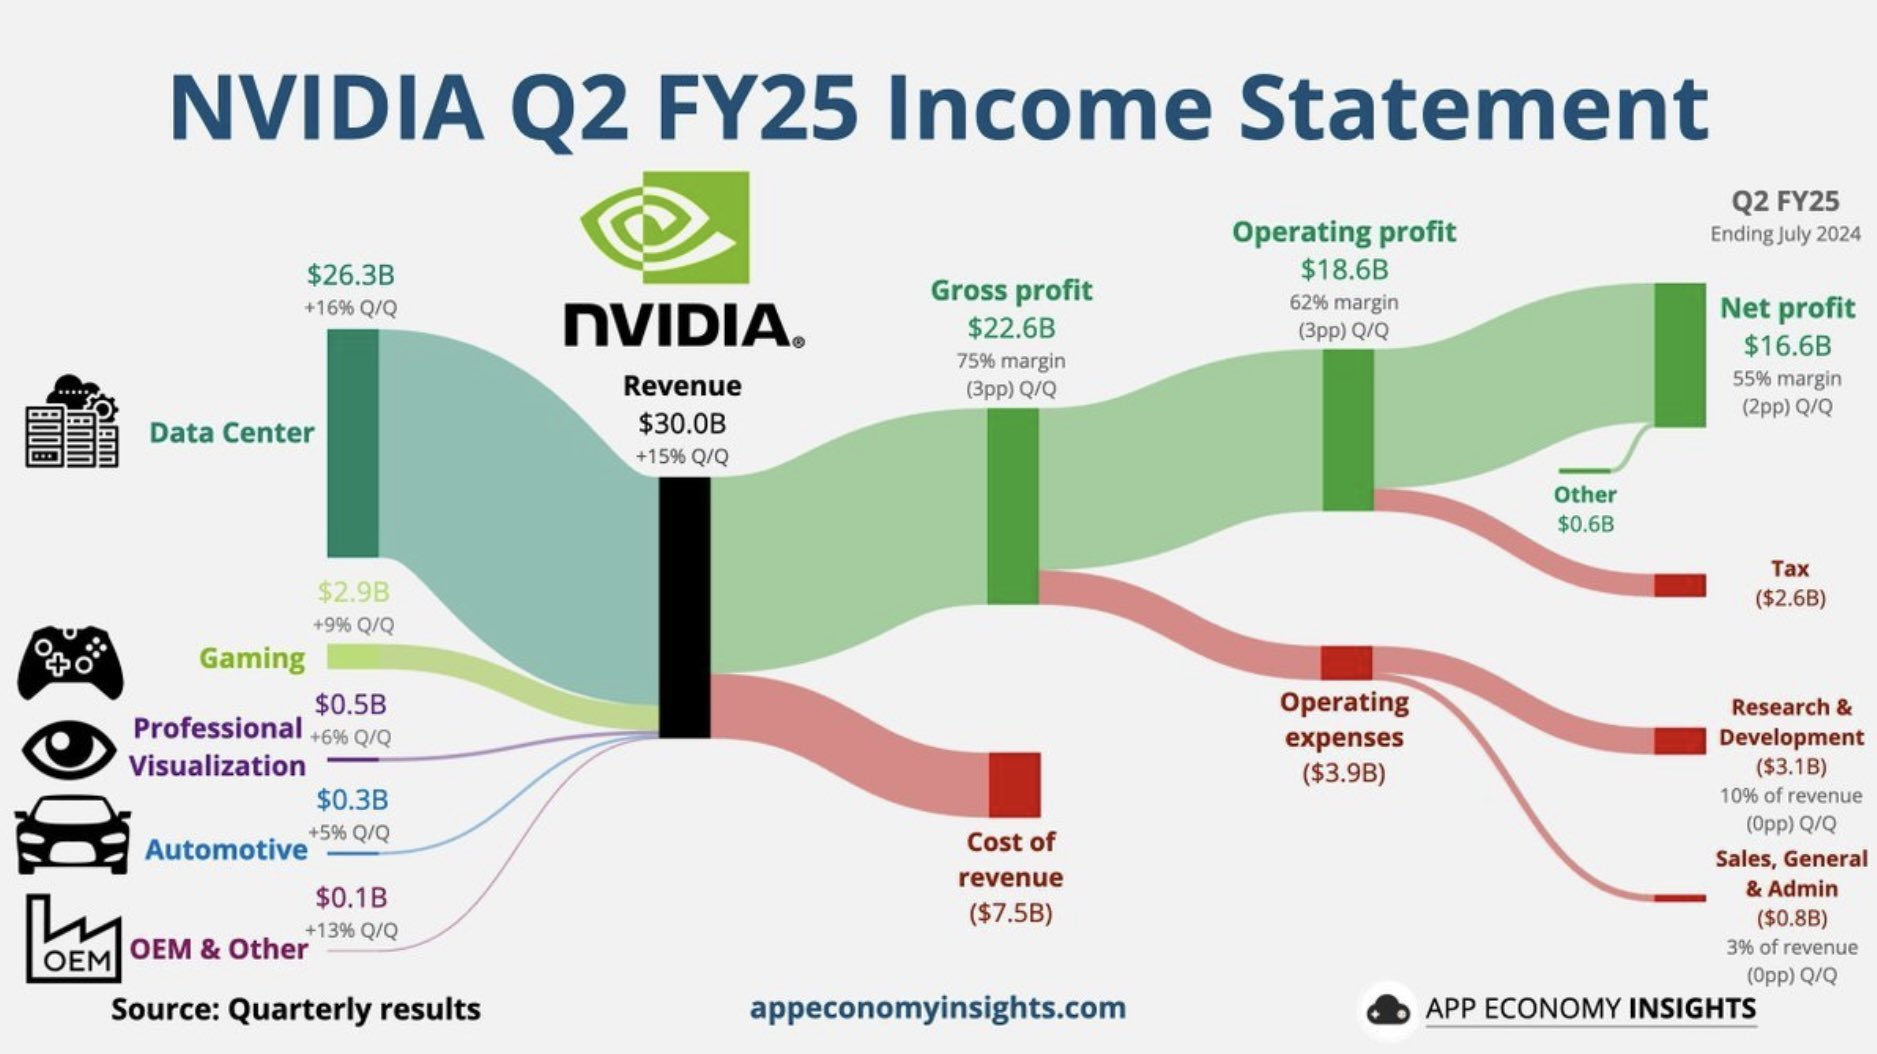 NVIDIA Q2 FY25 Income Statement
Q2 FY25
Ending July 2024
nVIDIA®
$26.3B
+16% Q/Q
Data Center
$2.9B
+9% Q/Q
Gaming
$0.5B
+6% Q/Q
Professional
Visualization
$0.3B
+5% Q/Q
Automotive
$0.1B
+13% Q/Q
OEM
OEM & Other
Revenue
$30.0B
+15% Q/Q
Gross profit
$22.6B
75% margin
(3pp) Q/Q
Cost of
revenue
($7.5B)
Operating profit
$18.6B
62% margin
(3pp) Q/Q
Operating
expenses
($3.9B)
Net profit
$16.6B
55% margin
(2pp) Q/Q
Other
$0.6B
Tax
($2.6B)
Research &
Development
($3.1B)
10% of revenue
(0pp) Q/Q
Sales, General
& Admin
($0.8B)
3% of revenue
(0pp) Q/Q
Source: Quarterly results
appeconomyinsights.com
APP ECONOMY INSIGHTS